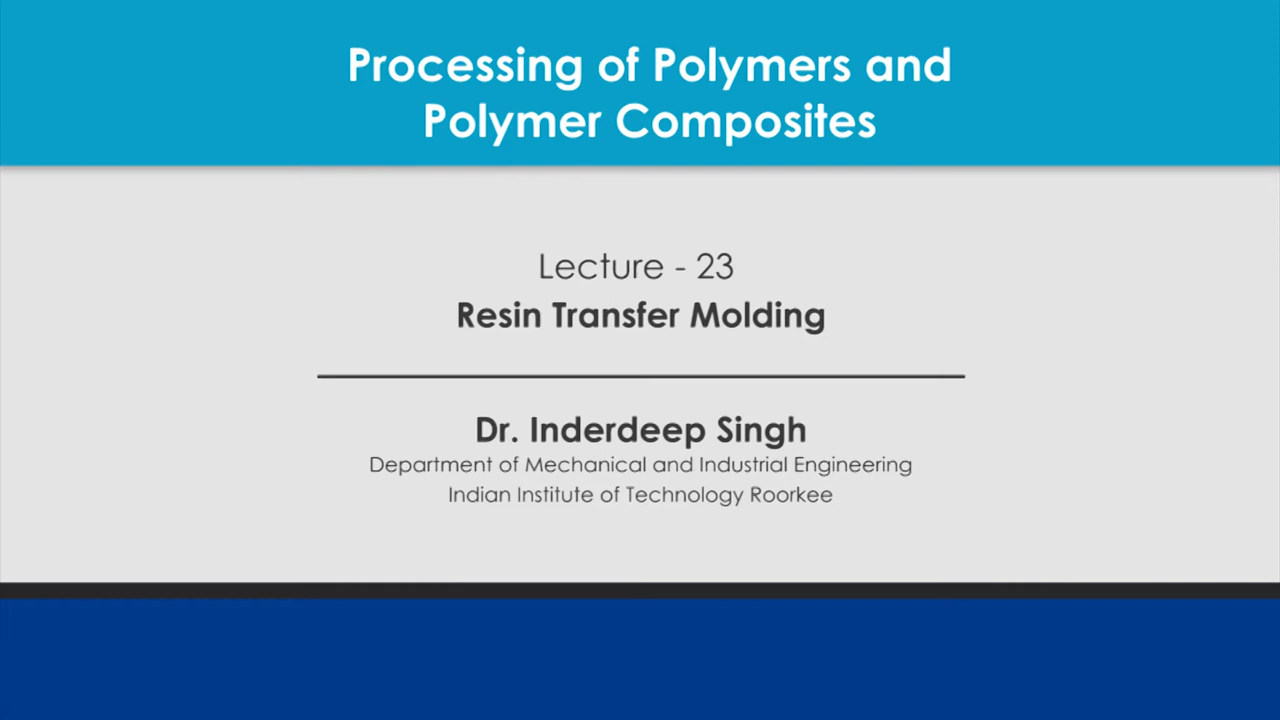 Processing of Polymers and
Polymer Composites
Lecture - 23
Resin Transfer Molding
Dr. Inderdeep Singh
Department of Mechanical and Industrial Engineering
Indian Institute of Technology Roorkee